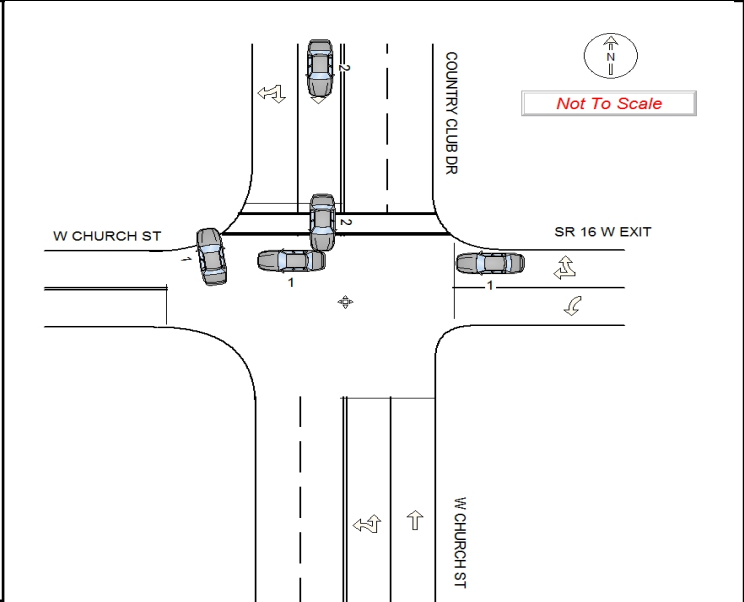 N
Not To Scale
COUNTRY CLUB DR
2
2
W CHURCH ST
SR 16 W EXIT
1
1
1
W CHURCH ST